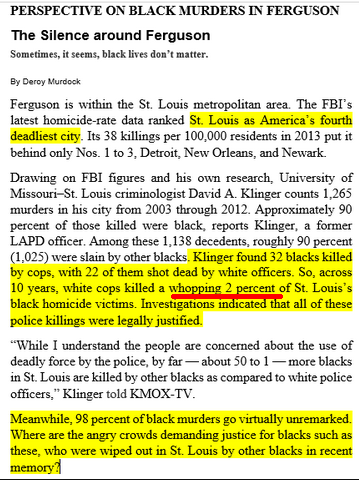 PERSPECTIVE ON BLACK MURDERS IN FERGUSON
The Silence around Ferguson
Sometimes, it seems, black lives don’t matter.
By Deroy Murdock
Ferguson is within the St. Louis metropolitan area. The FBI’s
latest homicide-rate data ranked St. Louis as America’s fourth
deadliest city. Its 38 killings per 100,000 residents in 2013 put it
behind only Nos. 1 to 3, Detroit, New Orleans, and Newark.
Drawing on FBI figures and his own research, University of
Missouri–St. Louis criminologist David A. Klinger counts 1,265
murders in his city from 2003 through 2012. Approximately 90
percent of those killed were black, reports Klinger, a former
LAPD officer. Among these 1,138 decedents, roughly 90 percent
(1,025) were slain by other blacks. Klinger found 32 blacks killed
by cops, with 22 of them shot dead by white officers. So, across
10 years, white cops killed a whopping 2 percent of St. Louis’s
black homicide victims. Investigations indicated that all of these
police killings were legally justified.
“While I understand the people are concerned about the use of
deadly force by the police, by far — about 50 to 1 — more blacks
in St. Louis are killed by other blacks as compared to white police
officers,” Klinger told KMOX-TV.
Meanwhile, 98 percent of black murders go virtually unremarked.
Where are the angry crowds demanding justice for blacks such as
these, who were wiped out in St. Louis by other blacks in recent
memory?